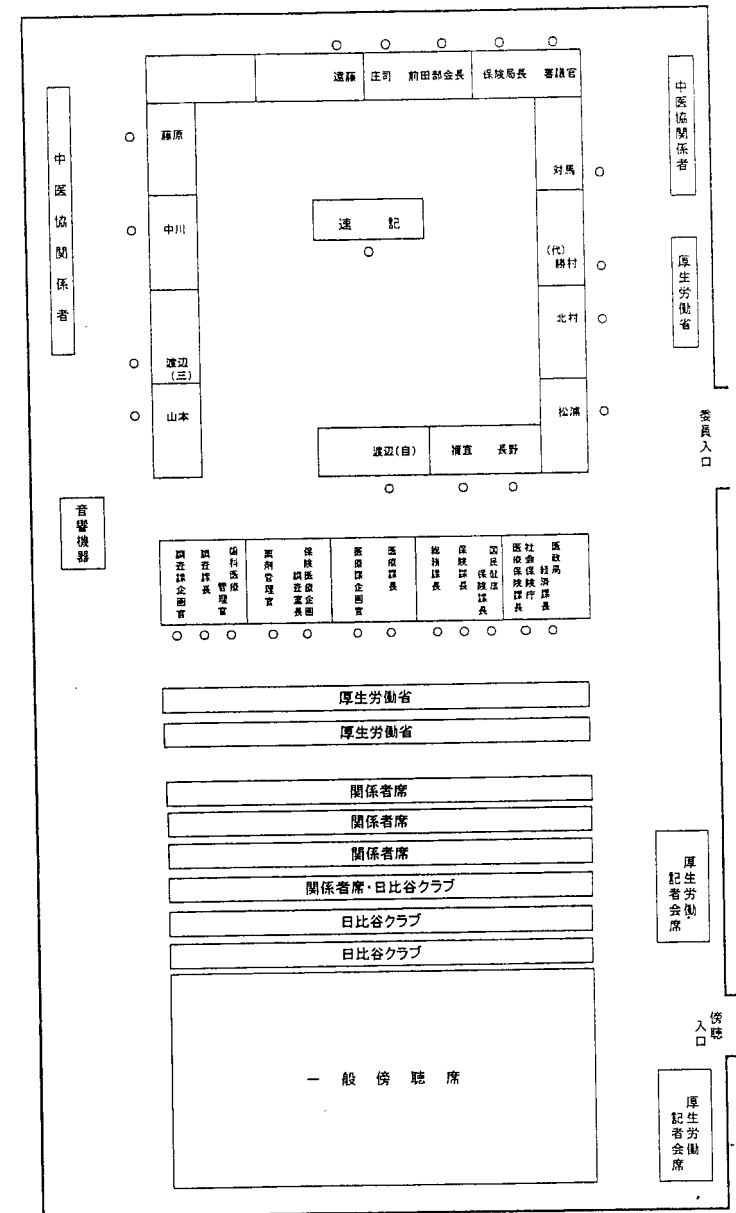 遠藤 庄司 前田部会長 保険局長 審議官
中医協関係者
藤原
中川
渡辺
(三)
山本
速 記
対馬
(代)
勝村
北村
松浦
中医協関係者
厚生労働省
委員入口
渡辺(自) 長野
音響機器
調査課企画官
調査課長
歯科医療管理官
薬剤管理官
保険医療企画調査室長
医療課企画官
医療課長
総務課長
保険課長
国民健康保険課長
社会保険庁
医療保険課長
医政局経済課長
厚生労働省
厚生労働省
関係者席
関係者席
関係者席
関係者席・日比谷クラブ
日比谷クラブ
日比谷クラブ
厚生労働・
記者会席
傍聴
入口
一 般 傍 聴 席
厚生労働
記者会席